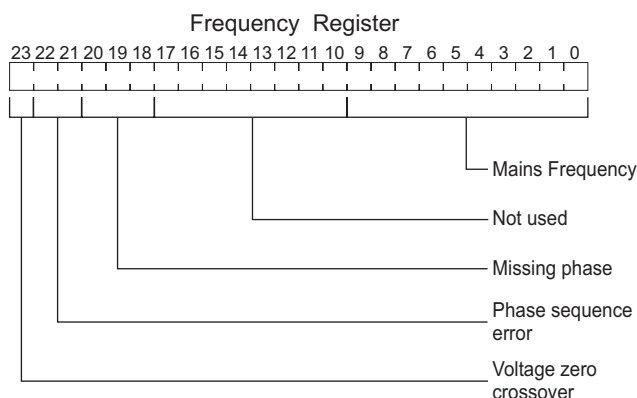 Frequency Register
23 22 21 20 19 18 17 16 15 14 13 12 11 10 9 8 7 6 5 4 3 2 1 0
Mains Frequency
Not used
Missing phase
Phase sequence
error
Voltage zero
crossover